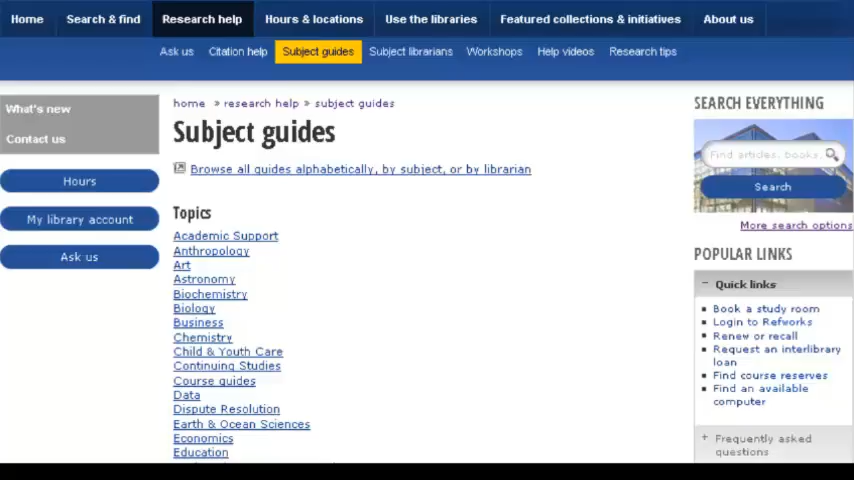 Home Search & find Research help Hours & locations Use the libraries Featured collections & initiatives About us
Ask us Citation help Subject guides Subject librarians Workshops Help videos Research tips
What's new
Contact us
Hours
My library account
Ask us
home » research help » subject guides
Subject guides
Browse all guides alphabetically, by subject, or by librarian
Topics
Academic Support
Anthropology
Art
Astronomy
Biochemistry
Biology
Business
Chemistry
Child & Youth Care
Continuing Studies
Course guides
Data
Dispute Resolution
Earth & Ocean Sciences
Economics
Education
SEARCH EVERYTHING
Find articles, books,
Search
More search options
POPULAR LINKS
− Quick links
Book a study room
Login to Refworks
Renew or recall
Request an interlibrary
loan
Find course reserves
Find an available
computer
+ Frequently asked
questions